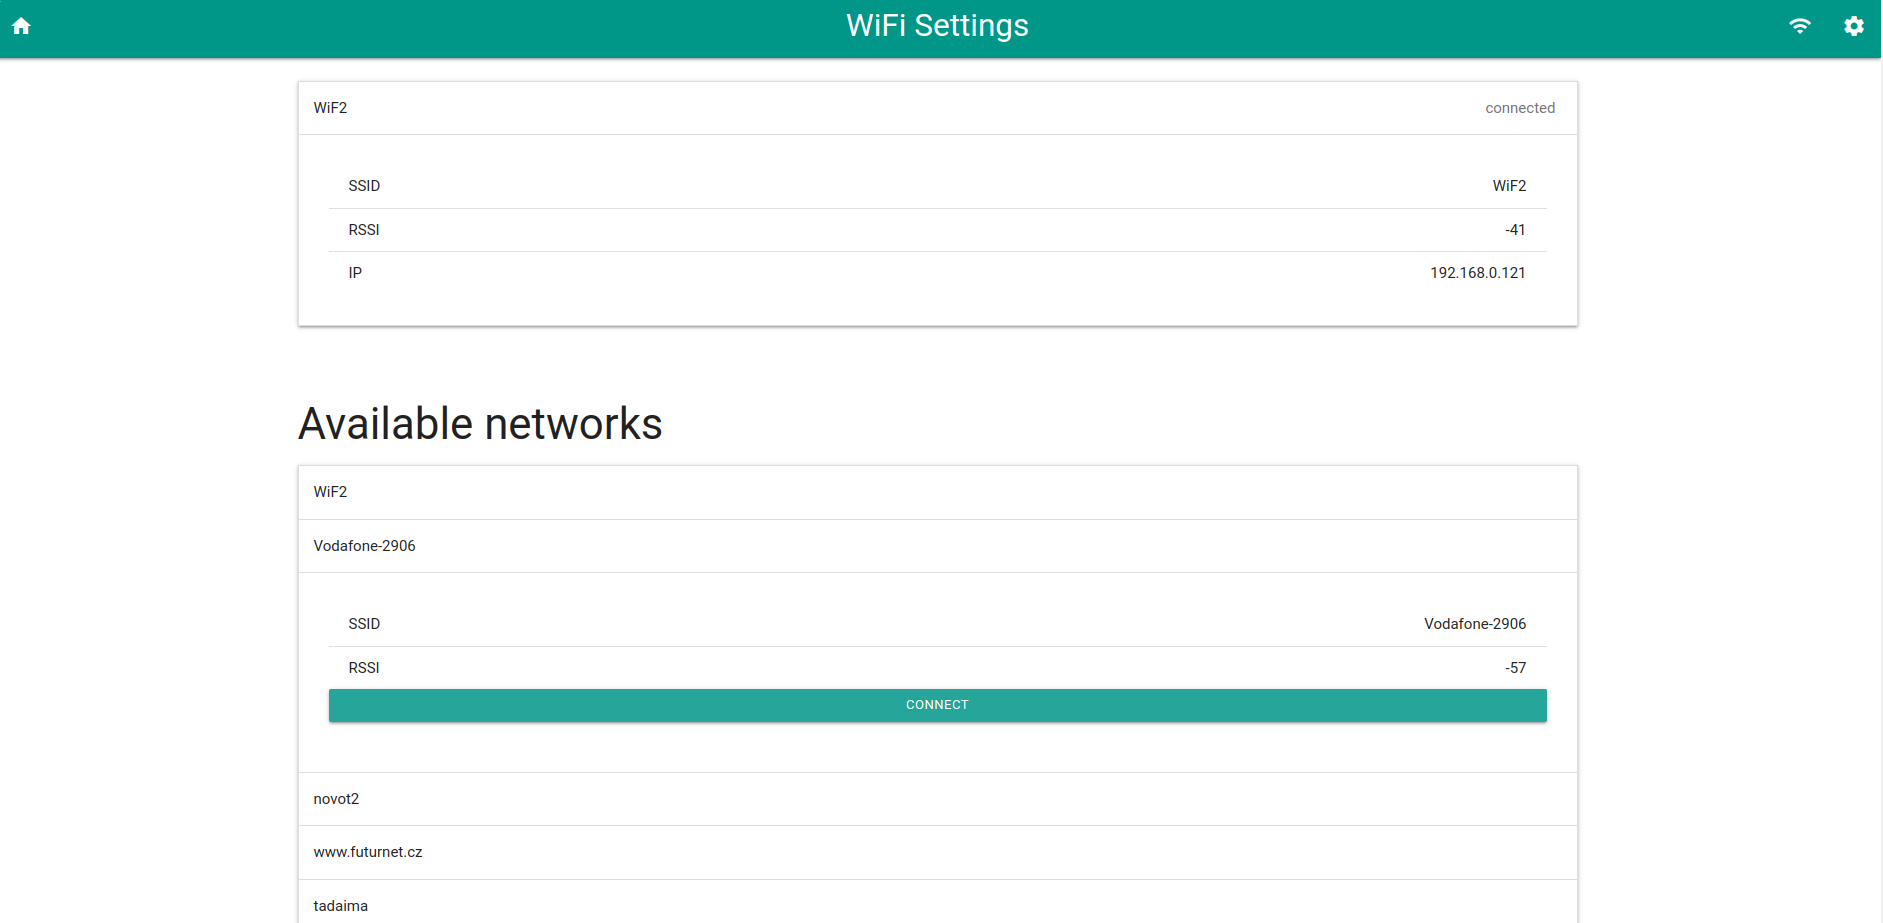 WiFi Settings
WiF2 connected
SSID WiF2
RSSI -41
IP 192.168.0.121
Available networks
WiF2
Vodafone-2906
SSID Vodafone-2906
RSSI -57
CONNECT
novot2
www.futurnet.cz
tadaima